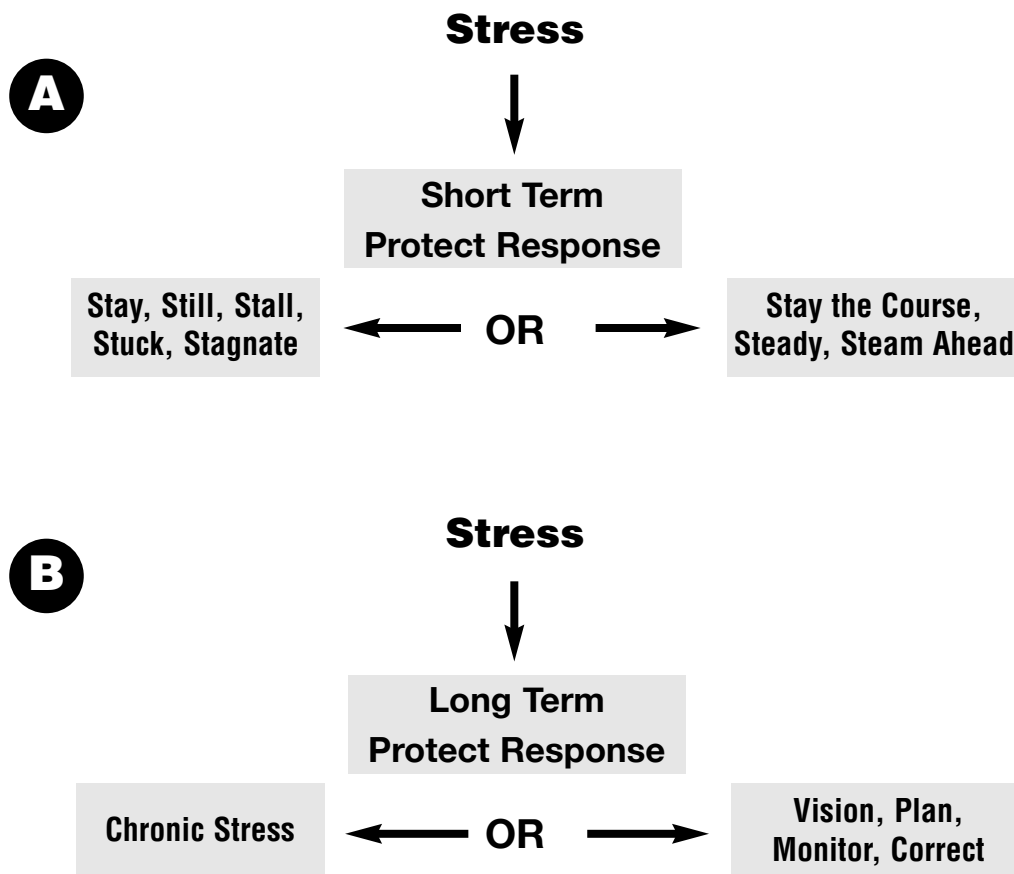 Stress
A
Short Term
Protect Response
Stay, Still, Stall,
Stuck, Stagnate
OR
Stay the Course,
Steady, Steam Ahead
Stress
B
Long Term
Protect Response
Chronic Stress
OR
Vision, Plan,
Monitor, Correct